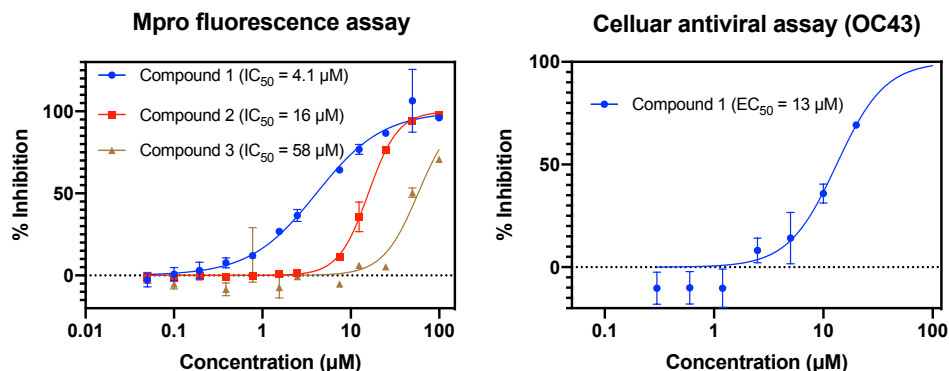 Mpro fluorescence assay
Compound 1 (IC50 = 4.1 µM)
Compound 2 (IC50 = 16 µM)
Compound 3 (IC50 = 58 µM)
% Inhibition
100
50
0
0.01
0.1
1
10
100
Concentration (µM)
Celluar antiviral assay (OC43)
Compound 1 (EC50 = 13 µM)
% Inhibition
100
50
0
0.1
1
10
100
Concentration (µM)